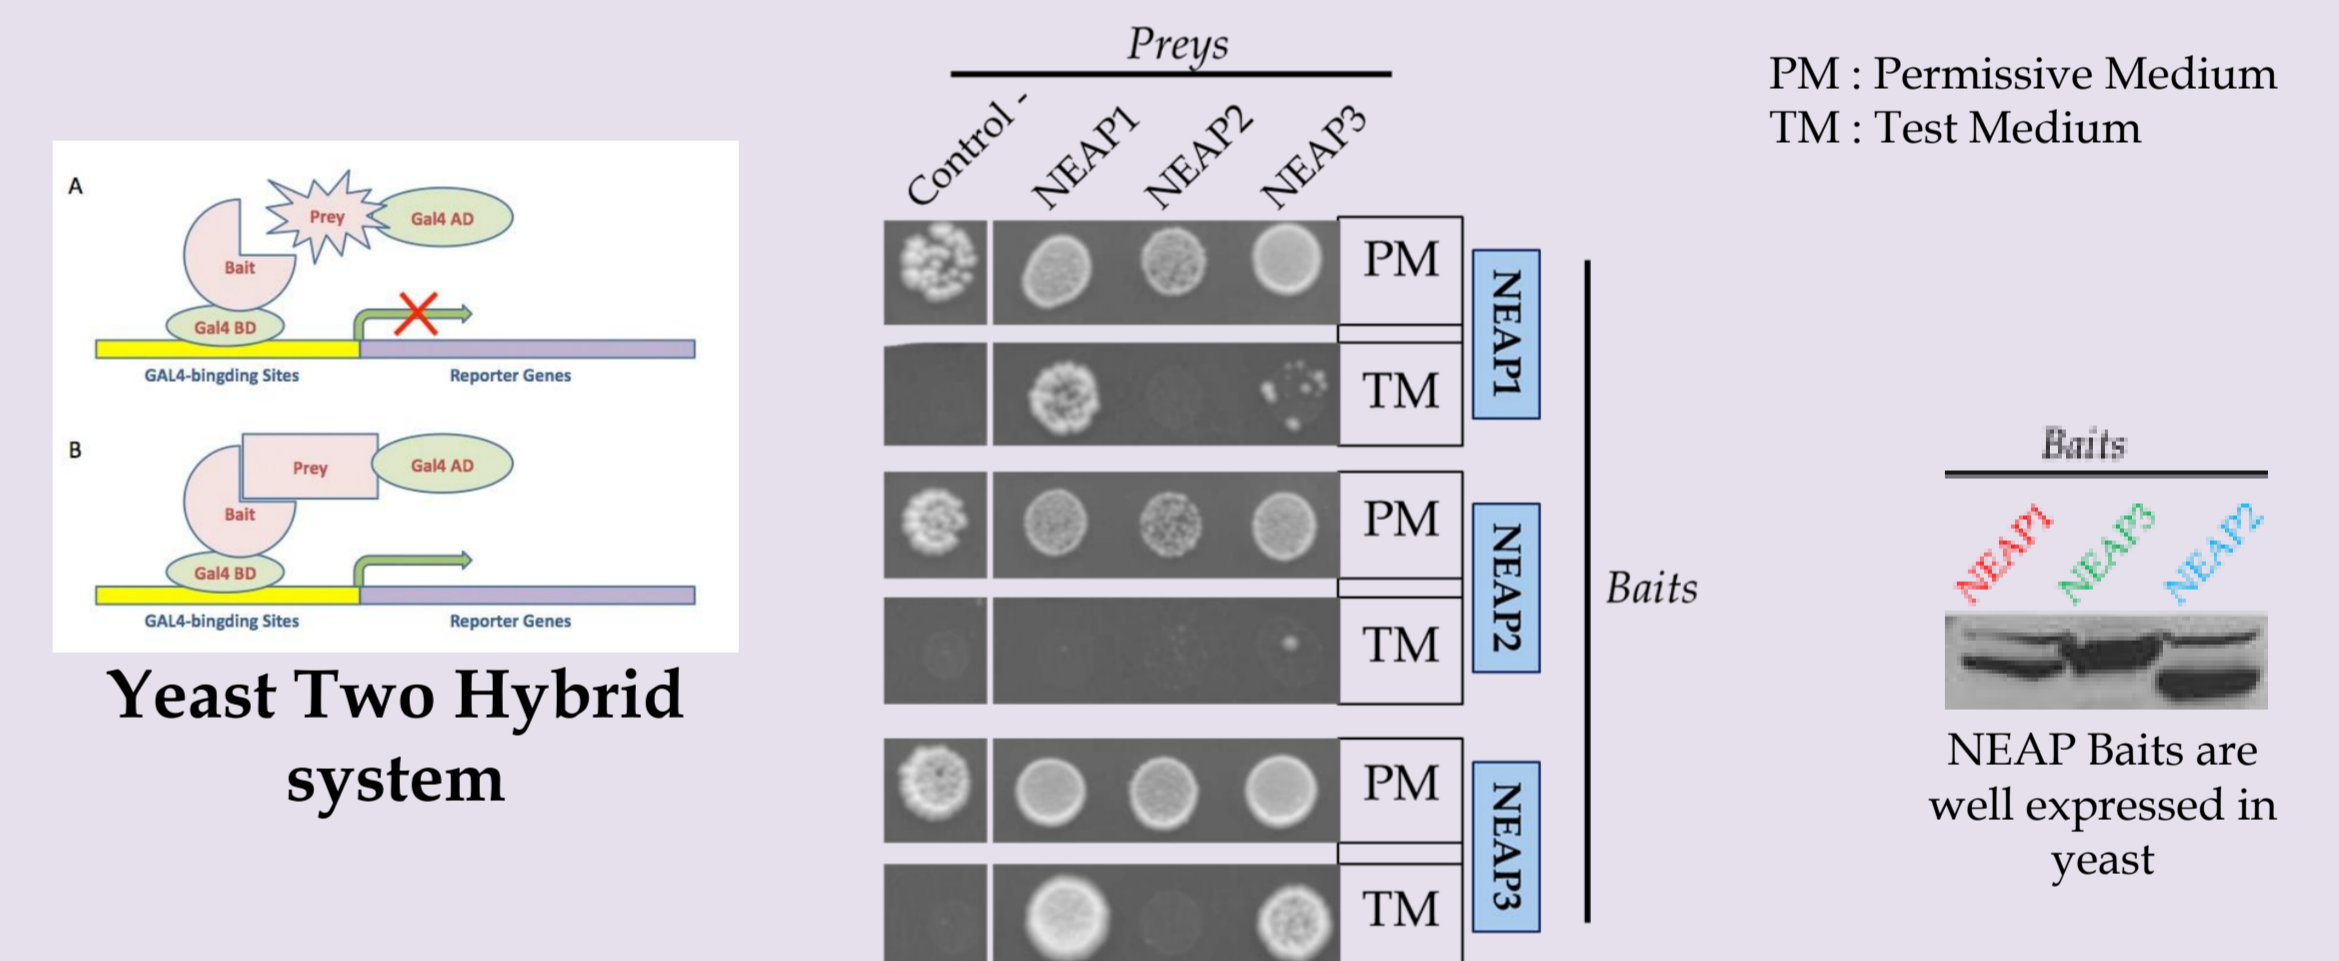 A
Prey
Gal4 AD
Bait
Gal4 BD
GAL4-bingding Sites
Reporter Genes
B
Prey
Gal4 AD
Bait
Gal4 BD
GAL4-bingding Sites
Reporter Genes
Yeast Two Hybrid
system
Preys
Control -
NEAP1
NEAP2
NEAP3
PM
TM
NEAP1
PM
TM
NEAP2
PM
TM
NEAP3
Baits
PM : Permissive Medium
TM : Test Medium
Baits
NEAP1
NEAP3
NEAP2
NEAP Baits are
well expressed in
yeast